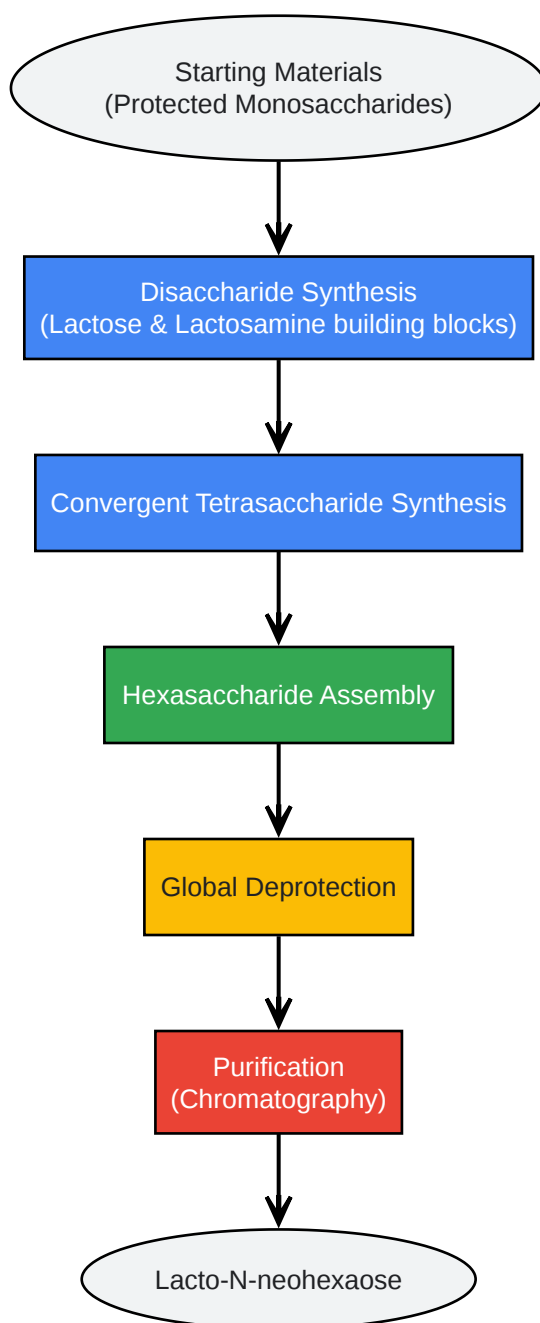 Starting Materials
(Protected Monosaccharides)
Disaccharide Synthesis
(Lactose & Lactosamine building blocks)
Convergent Tetrasaccharide Synthesis
Hexasaccharide Assembly
Global Deprotection
Purification
(Chromatography)
Lacto-N-neohexaose